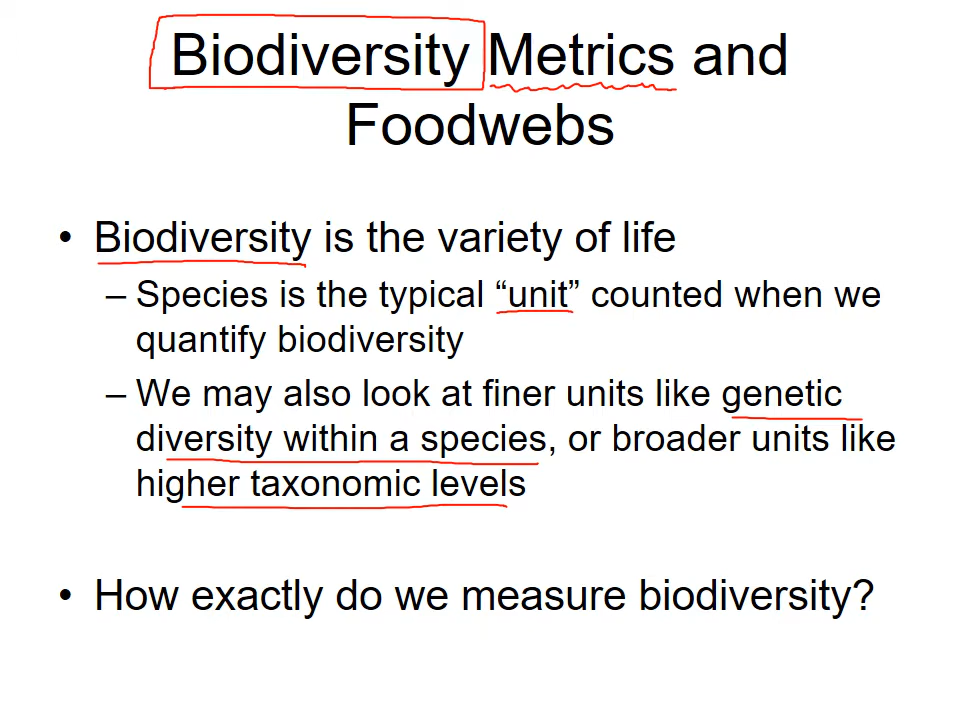 Biodiversity Metrics and
Foodwebs
• Biodiversity is the variety of life
– Species is the typical “unit” counted when we
quantify biodiversity
– We may also look at finer units like genetic
diversity within a species, or broader units like
higher taxonomic levels
• How exactly do we measure biodiversity?